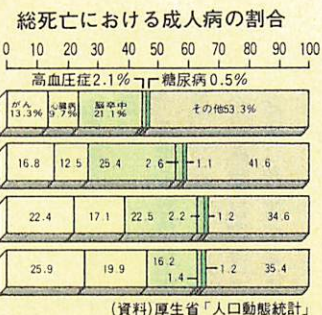 総死亡における成人病の割合
0 10 20 30 40 50 60 70 80 90 100
高血圧症2.1% 糖尿病0.5%
がん 心臓病 脳卒中 その他53.3%
13.3% 9.7% 21.1%
16.8 12.5 25.4 2.6 1.1 41.6
22.4 17.1 22.5 2.2 1.2 34.6
25.9 19.9 16.2 1.4 1.2 35.4
(資料)厚生省「人口動態統計」